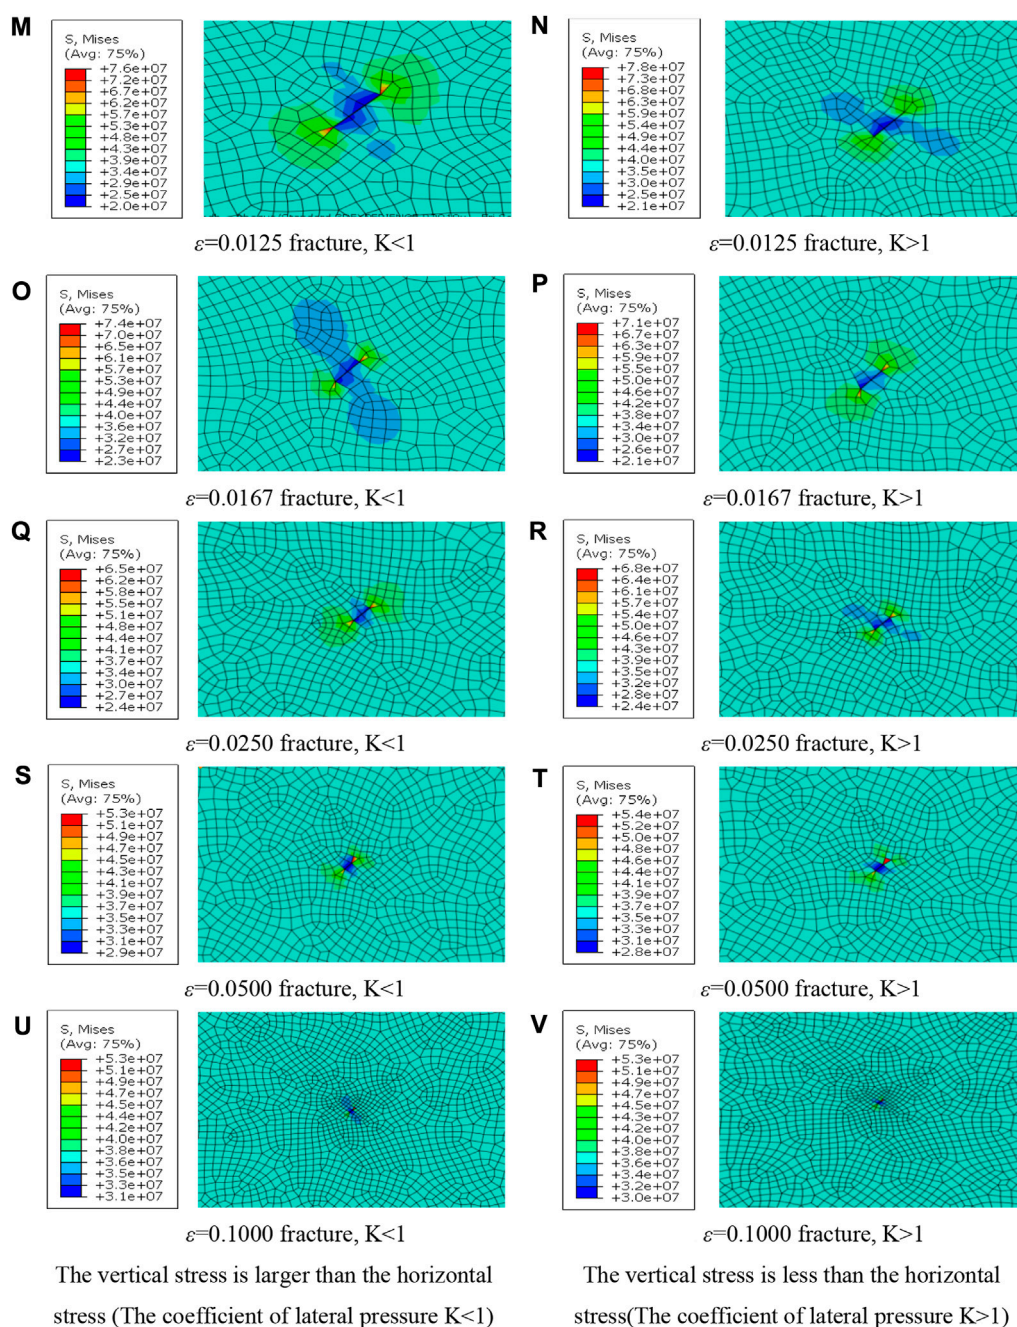 M
S, Mises
(Avg: 75%)
+7.6e+07
+7.2e+07
+6.7e+07
+6.2e+07
+5.7e+07
+5.3e+07
+4.8e+07
+4.3e+07
+3.9e+07
+3.4e+07
+2.9e+07
+2.5e+07
+2.0e+07
ε=0.0125 fracture, K<1
N
S, Mises
(Avg: 75%)
+7.8e+07
+7.3e+07
+6.8e+07
+6.3e+07
+5.9e+07
+5.4e+07
+4.9e+07
+4.4e+07
+4.0e+07
+3.5e+07
+3.0e+07
+2.5e+07
+2.1e+07
ε=0.0125 fracture, K>1
O
S, Mises
(Avg: 75%)
+7.4e+07
+7.0e+07
+6.5e+07
+6.1e+07
+5.7e+07
+5.3e+07
+4.9e+07
+4.4e+07
+4.0e+07
+3.6e+07
+3.2e+07
+2.7e+07
+2.3e+07
ε=0.0167 fracture, K<1
P
S, Mises
(Avg: 75%)
+7.1e+07
+6.7e+07
+6.3e+07
+5.9e+07
+5.5e+07
+5.0e+07
+4.6e+07
+4.2e+07
+3.8e+07
+3.4e+07
+3.0e+07
+2.6e+07
+2.1e+07
ε=0.0167 fracture, K>1
Q
S, Mises
(Avg: 75%)
+6.5e+07
+6.2e+07
+5.8e+07
+5.5e+07
+5.1e+07
+4.8e+07
+4.4e+07
+4.1e+07
+3.7e+07
+3.4e+07
+3.0e+07
+2.7e+07
+2.4e+07
ε=0.0250 fracture, K<1
R
S, Mises
(Avg: 75%)
+6.8e+07
+6.4e+07
+6.1e+07
+5.7e+07
+5.4e+07
+5.0e+07
+4.6e+07
+4.3e+07
+3.9e+07
+3.5e+07
+3.2e+07
+2.8e+07
+2.4e+07
ε=0.0250 fracture, K>1
S
S, Mises
(Avg: 75%)
+5.3e+07
+5.1e+07
+4.9e+07
+4.7e+07
+4.5e+07
+4.3e+07
+4.1e+07
+3.9e+07
+3.7e+07
+3.5e+07
+3.3e+07
+3.1e+07
+2.9e+07
ε=0.0500 fracture, K<1
T
S, Mises
(Avg: 75%)
+5.4e+07
+5.2e+07
+5.0e+07
+4.8e+07
+4.6e+07
+4.4e+07
+4.1e+07
+3.9e+07
+3.7e+07
+3.5e+07
+3.3e+07
+3.1e+07
+2.8e+07
ε=0.0500 fracture, K>1
U
S, Mises
(Avg: 75%)
+5.3e+07
+5.1e+07
+4.9e+07
+4.7e+07
+4.5e+07
+4.4e+07
+4.2e+07
+4.0e+07
+3.8e+07
+3.6e+07
+3.5e+07
+3.3e+07
+3.1e+07
ε=0.1000 fracture, K<1
V
S, Mises
(Avg: 75%)
+5.3e+07
+5.1e+07
+4.9e+07
+4.7e+07
+4.5e+07
+4.3e+07
+4.2e+07
+4.0e+07
+3.8e+07
+3.6e+07
+3.4e+07
+3.2e+07
+3.0e+07
ε=0.1000 fracture, K>1
The vertical stress is larger than the horizontal
stress (The coefficient of lateral pressure K<1)
The vertical stress is less than the horizontal
stress(The coefficient of lateral pressure K>1)